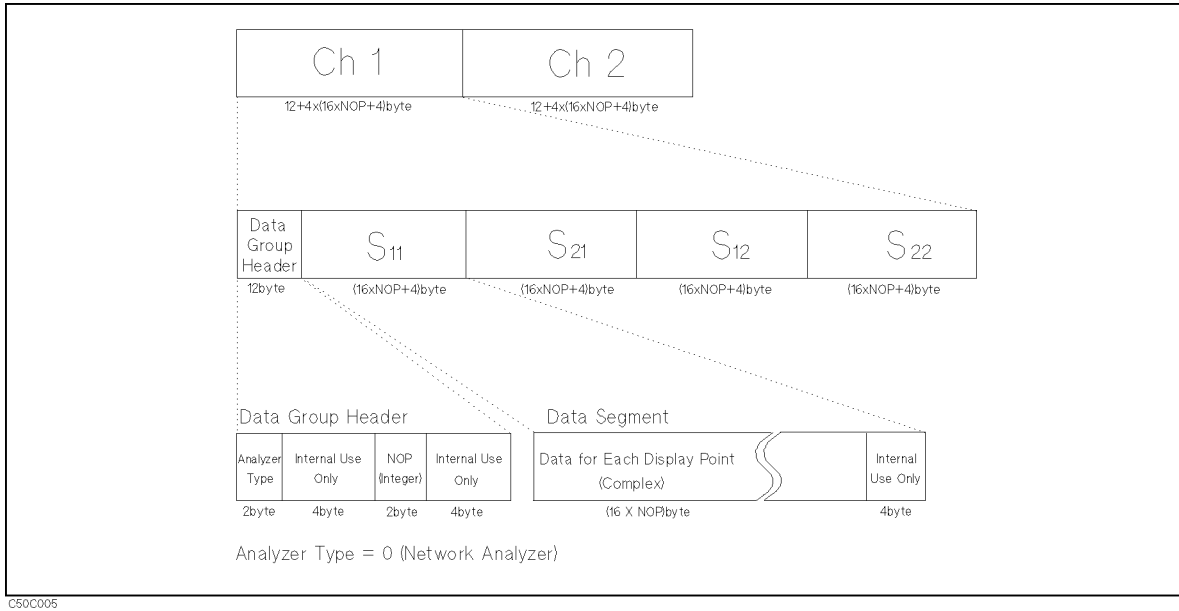 Ch 1
Ch 2
12+4x(16xNOP+4)byte
12+4x(16xNOP+4)byte
Data
Group
Header
S11
S21
S12
S22
12byte
(16xNOP+4)byte
(16xNOP+4)byte
(16xNOP+4)byte
(16xNOP+4)byte
Data Group Header
Data Segment
Analyzer
Type
Internal Use
Only
NOP
(Integer)
Internal Use
Only
Data for Each Display Point
(Complex)
Internal
Use Only
2byte
4byte
2byte
4byte
(16 X NOP)byte
4byte
Analyzer Type = 0 (Network Analyzer)
C50C005